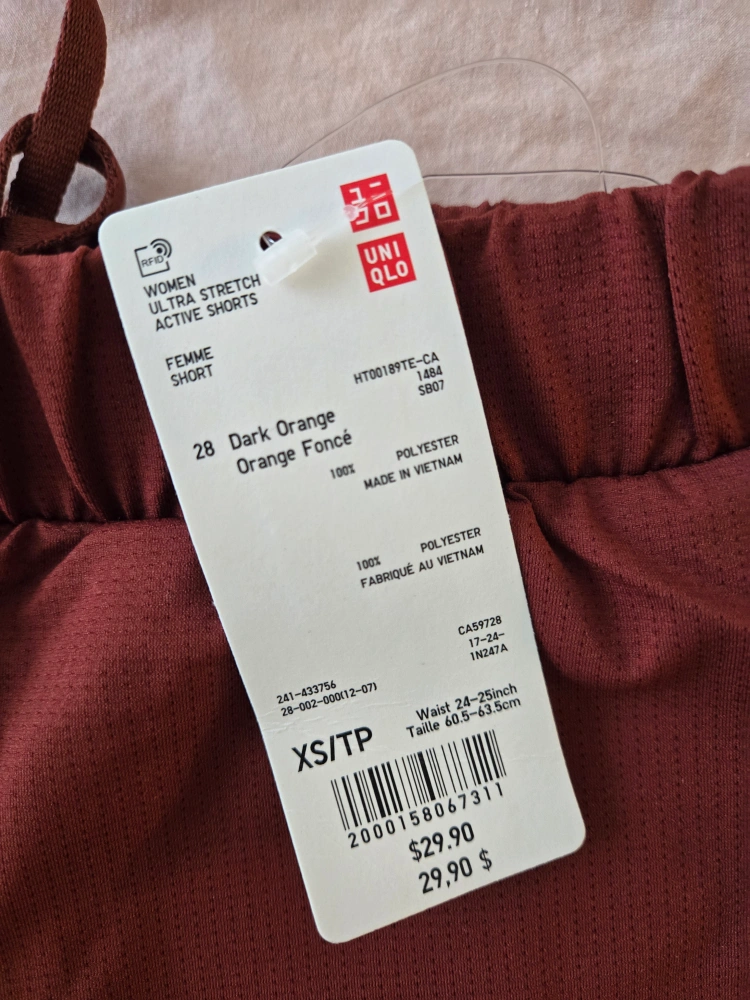 ユニ
クロ
UNI
QLO
RFID
WOMEN
ULTRA STRETCH
ACTIVE SHORTS
FEMME
SHORT
HT00189TE-CA
1484
SB07
28 Dark Orange
Orange Foncé
100% POLYESTER
MADE IN VIETNAM
100% POLYESTER
FABRIQUÉ AU VIETNAM
CA59728
17-24-
1N247A
241-433756
28-002-000(12-07)
XS/TP
Waist 24-25inch
Taille 60.5-63.5cm
2000158067311
$29.90
29,90 $